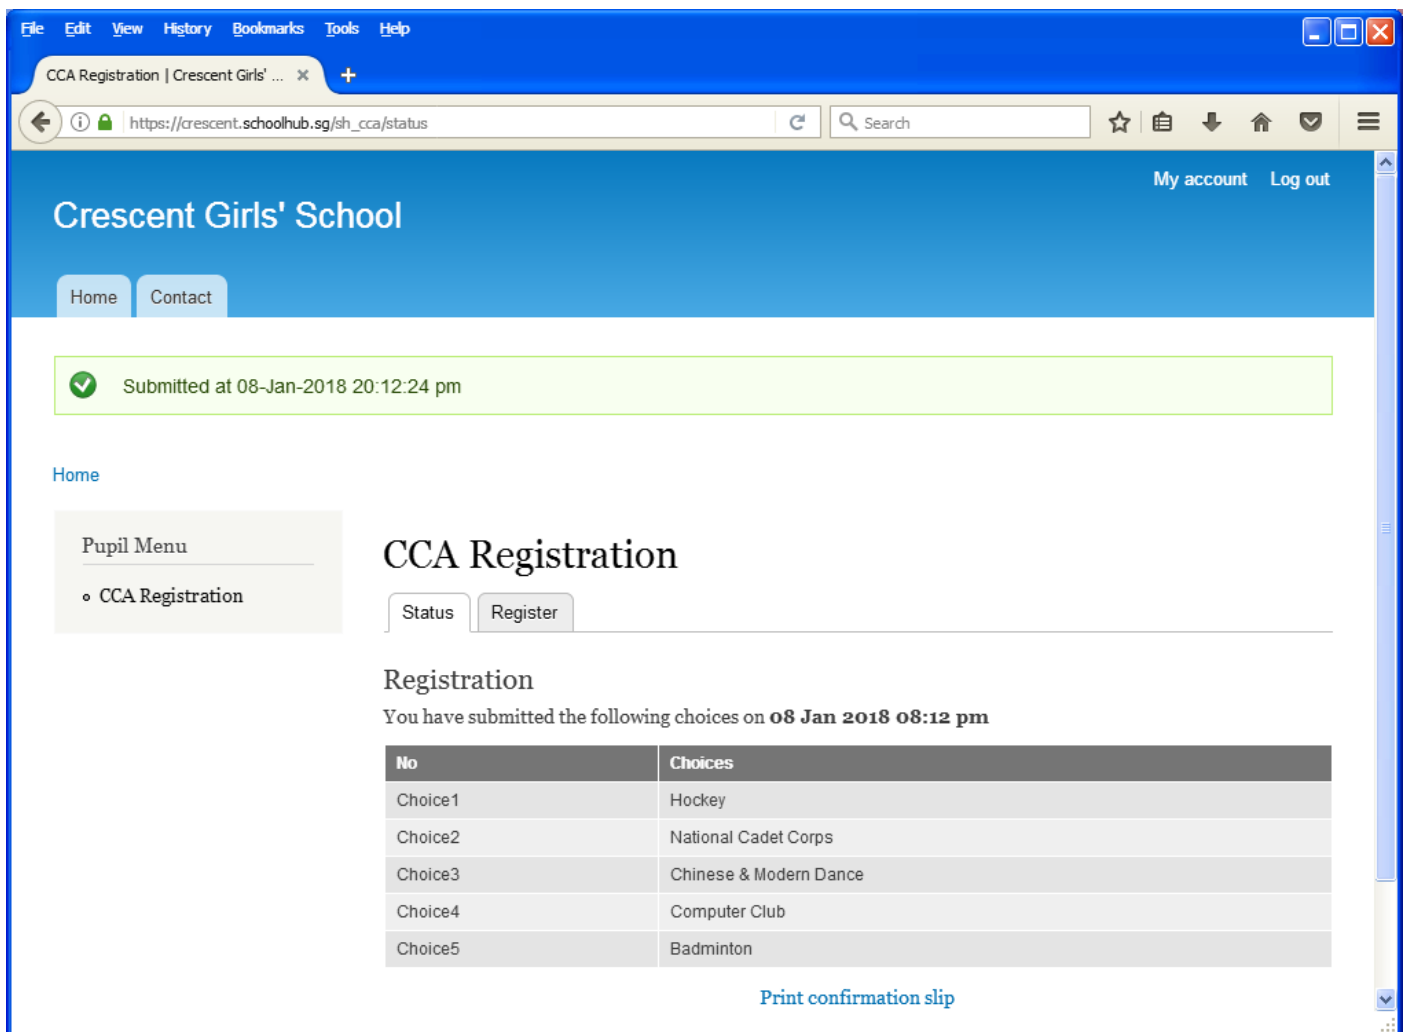 File Edit View History Bookmarks Tools Help
CCA Registration | Crescent Girls' ...
https://crescent.schoolhub.sg/sh_cca/status
Search
My account Log out
Crescent Girls' School
Home Contact
Submitted at 08-Jan-2018 20:12:24 pm
Home
Pupil Menu
CCA Registration
CCA Registration
Status Register
Registration
You have submitted the following choices on 08 Jan 2018 08:12 pm
No Choices
Choice1 Hockey
Choice2 National Cadet Corps
Choice3 Chinese & Modern Dance
Choice4 Computer Club
Choice5 Badminton
Print confirmation slip